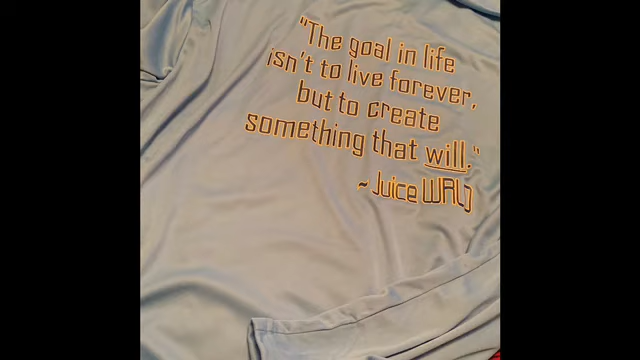 "The goal in life
isn't to live forever,
but to create
something that will."
~ Juice WRLD